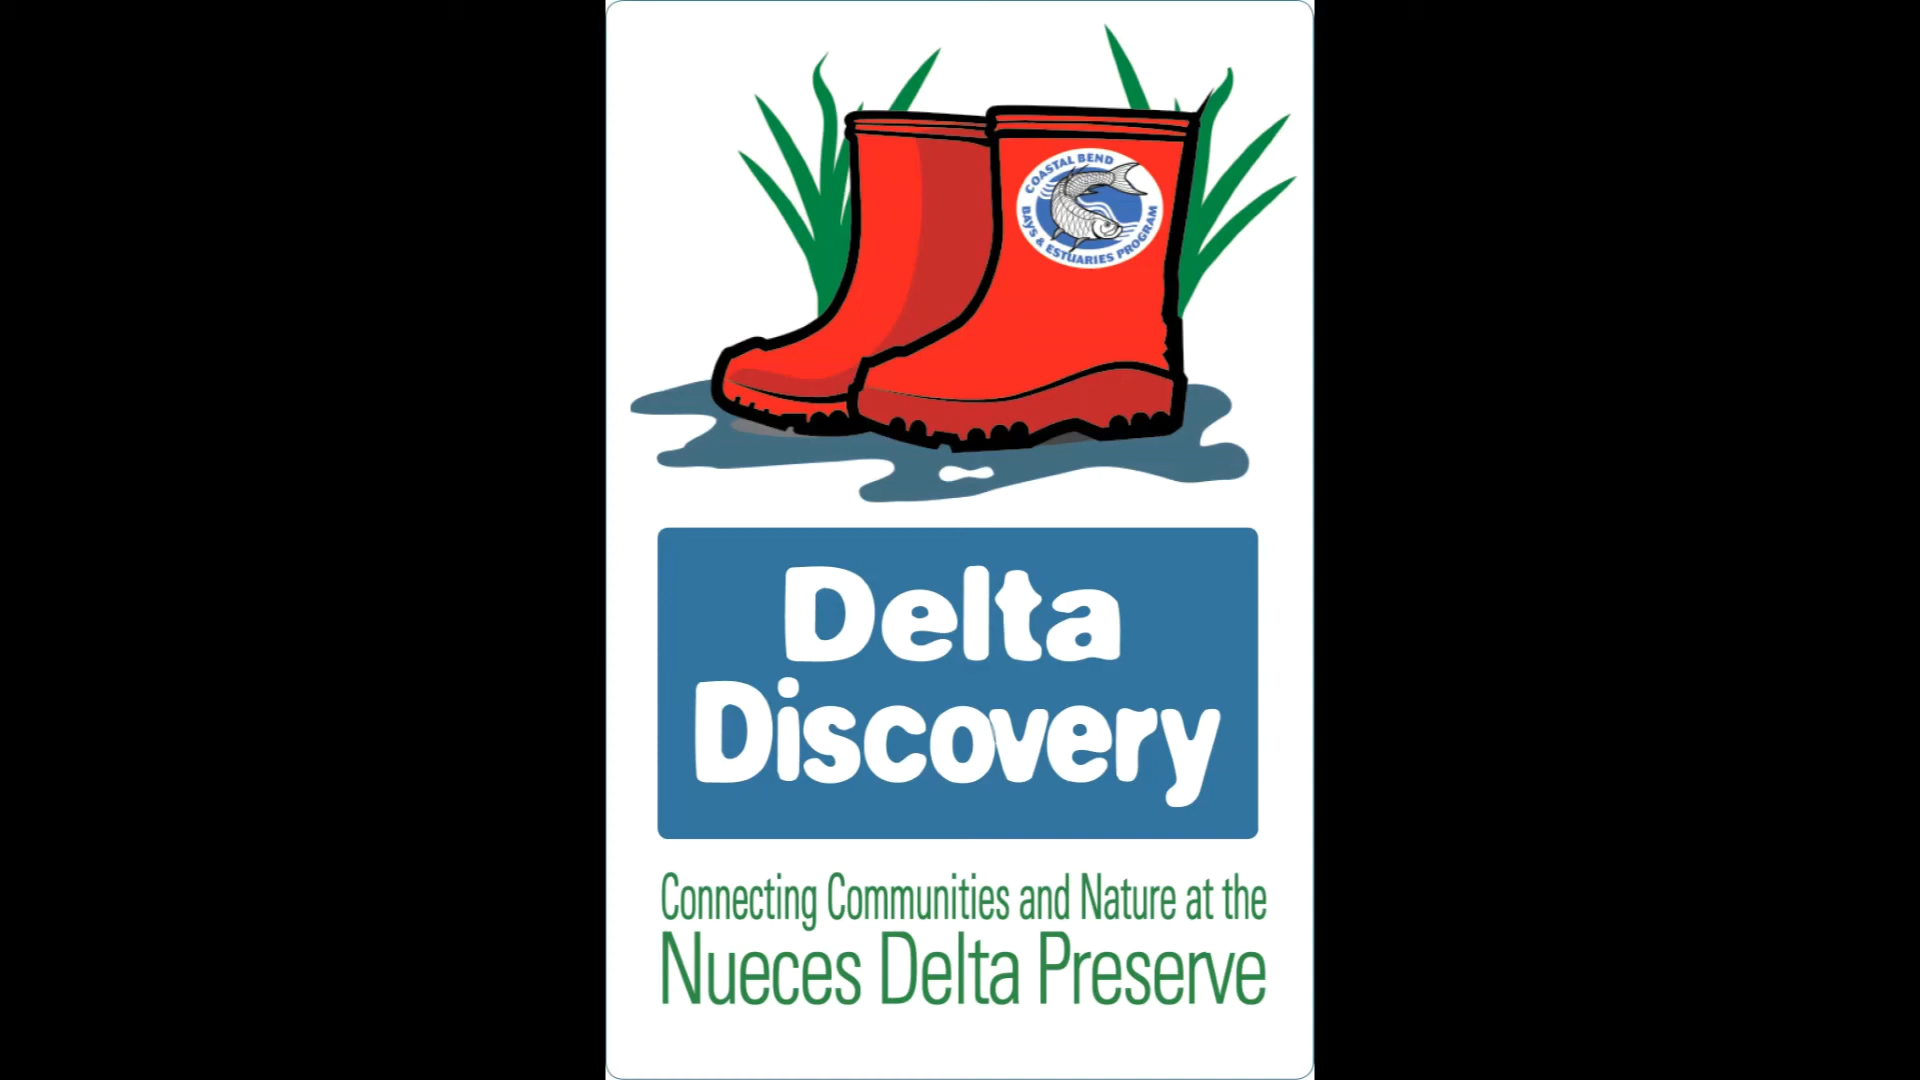 COASTAL BEND
BAYS & ESTUARIES PROGRAM
Delta
Discovery
Connecting Communities and Nature at the
Nueces Delta Preserve